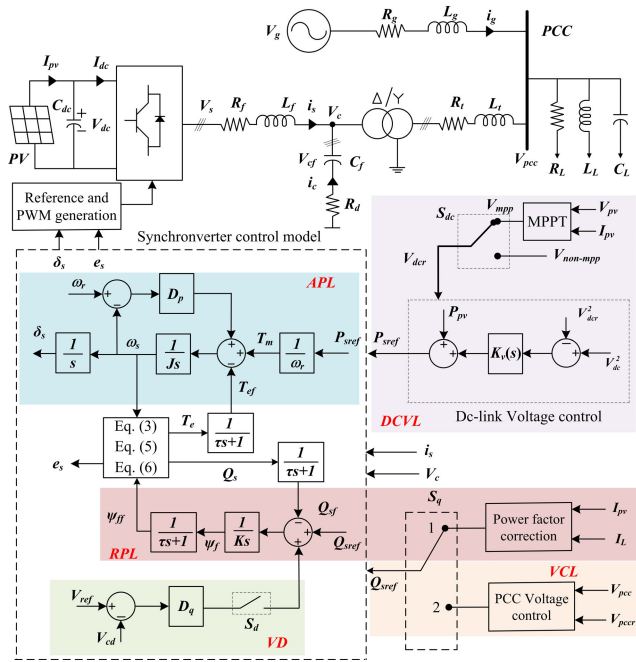 V_g
R_g
L_g
i_g
PCC
I_pv
I_dc
C_dc
V_dc
PV
V_s
R_f
L_f
i_s
V_c
Δ/Y
R_t
L_t
V_cf
C_f
i_c
R_d
V_pcc
R_L
L_L
C_L
Reference and
PWM generation
Synchronverter control model
δ_s
e_s
S_dc
V_mpp
MPPT
V_pv
I_pv
V_dcr
V_non-mpp
ω_r
+
−
D_p
APL
δ_s
1/s
ω_s
1/Js
+
+
−
T_m
1/ω_r
P_sref
P_sref
P_pv
+
+
K_v(s)
−
+
V²_dcr
V²_dc
DCVL
Dc-link Voltage control
T_ef
Eq. (3)
Eq. (5)
Eq. (6)
T_e
1/τs+1
e_s
Q_s
1/τs+1
i_s
V_c
ψ_ff
1/τs+1
ψ_f
1/Ks
−
+
+
Q_sf
Q_sref
RPL
S_q
1
Power factor
correction
I_pv
I_L
Q_sref
VCL
2
PCC Voltage
control
V_pcc
V_pccr
V_ref
+
−
V_cd
D_q
S_d
VD